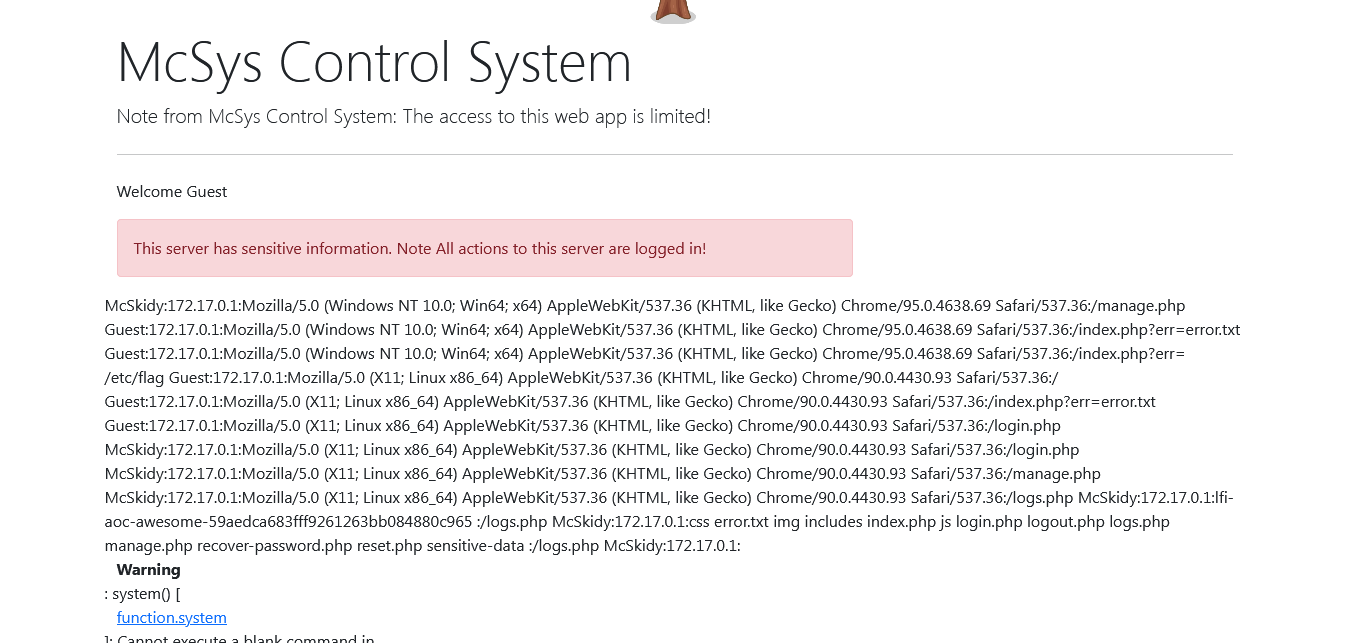 McSys Control System
Note from McSys Control System: The access to this web app is limited!
Welcome Guest
This server has sensitive information. Note All actions to this server are logged in!
McSkidy:172.17.0.1:Mozilla/5.0 (Windows NT 10.0; Win64; x64) AppleWebKit/537.36 (KHTML, like Gecko) Chrome/95.0.4638.69 Safari/537.36:/manage.php
Guest:172.17.0.1:Mozilla/5.0 (Windows NT 10.0; Win64; x64) AppleWebKit/537.36 (KHTML, like Gecko) Chrome/95.0.4638.69 Safari/537.36:/index.php?err=error.txt
Guest:172.17.0.1:Mozilla/5.0 (Windows NT 10.0; Win64; x64) AppleWebKit/537.36 (KHTML, like Gecko) Chrome/95.0.4638.69 Safari/537.36:/index.php?err=
/etc/flag Guest:172.17.0.1:Mozilla/5.0 (X11; Linux x86_64) AppleWebKit/537.36 (KHTML, like Gecko) Chrome/90.0.4430.93 Safari/537.36:/
Guest:172.17.0.1:Mozilla/5.0 (X11; Linux x86_64) AppleWebKit/537.36 (KHTML, like Gecko) Chrome/90.0.4430.93 Safari/537.36:/index.php?err=error.txt
Guest:172.17.0.1:Mozilla/5.0 (X11; Linux x86_64) AppleWebKit/537.36 (KHTML, like Gecko) Chrome/90.0.4430.93 Safari/537.36:/login.php
McSkidy:172.17.0.1:Mozilla/5.0 (X11; Linux x86_64) AppleWebKit/537.36 (KHTML, like Gecko) Chrome/90.0.4430.93 Safari/537.36:/login.php
McSkidy:172.17.0.1:Mozilla/5.0 (X11; Linux x86_64) AppleWebKit/537.36 (KHTML, like Gecko) Chrome/90.0.4430.93 Safari/537.36:/manage.php
McSkidy:172.17.0.1:Mozilla/5.0 (X11; Linux x86_64) AppleWebKit/537.36 (KHTML, like Gecko) Chrome/90.0.4430.93 Safari/537.36:/logs.php McSkidy:172.17.0.1:lfi-
aoc-awesome-59aedca683fff9261263bb084880c965 :/logs.php McSkidy:172.17.0.1:css error.txt img includes index.php js login.php logout.php logs.php
manage.php recover-password.php reset.php sensitive-data :/logs.php McSkidy:172.17.0.1:
Warning
: system() [
function.system
]: Cannot execute a blank command in